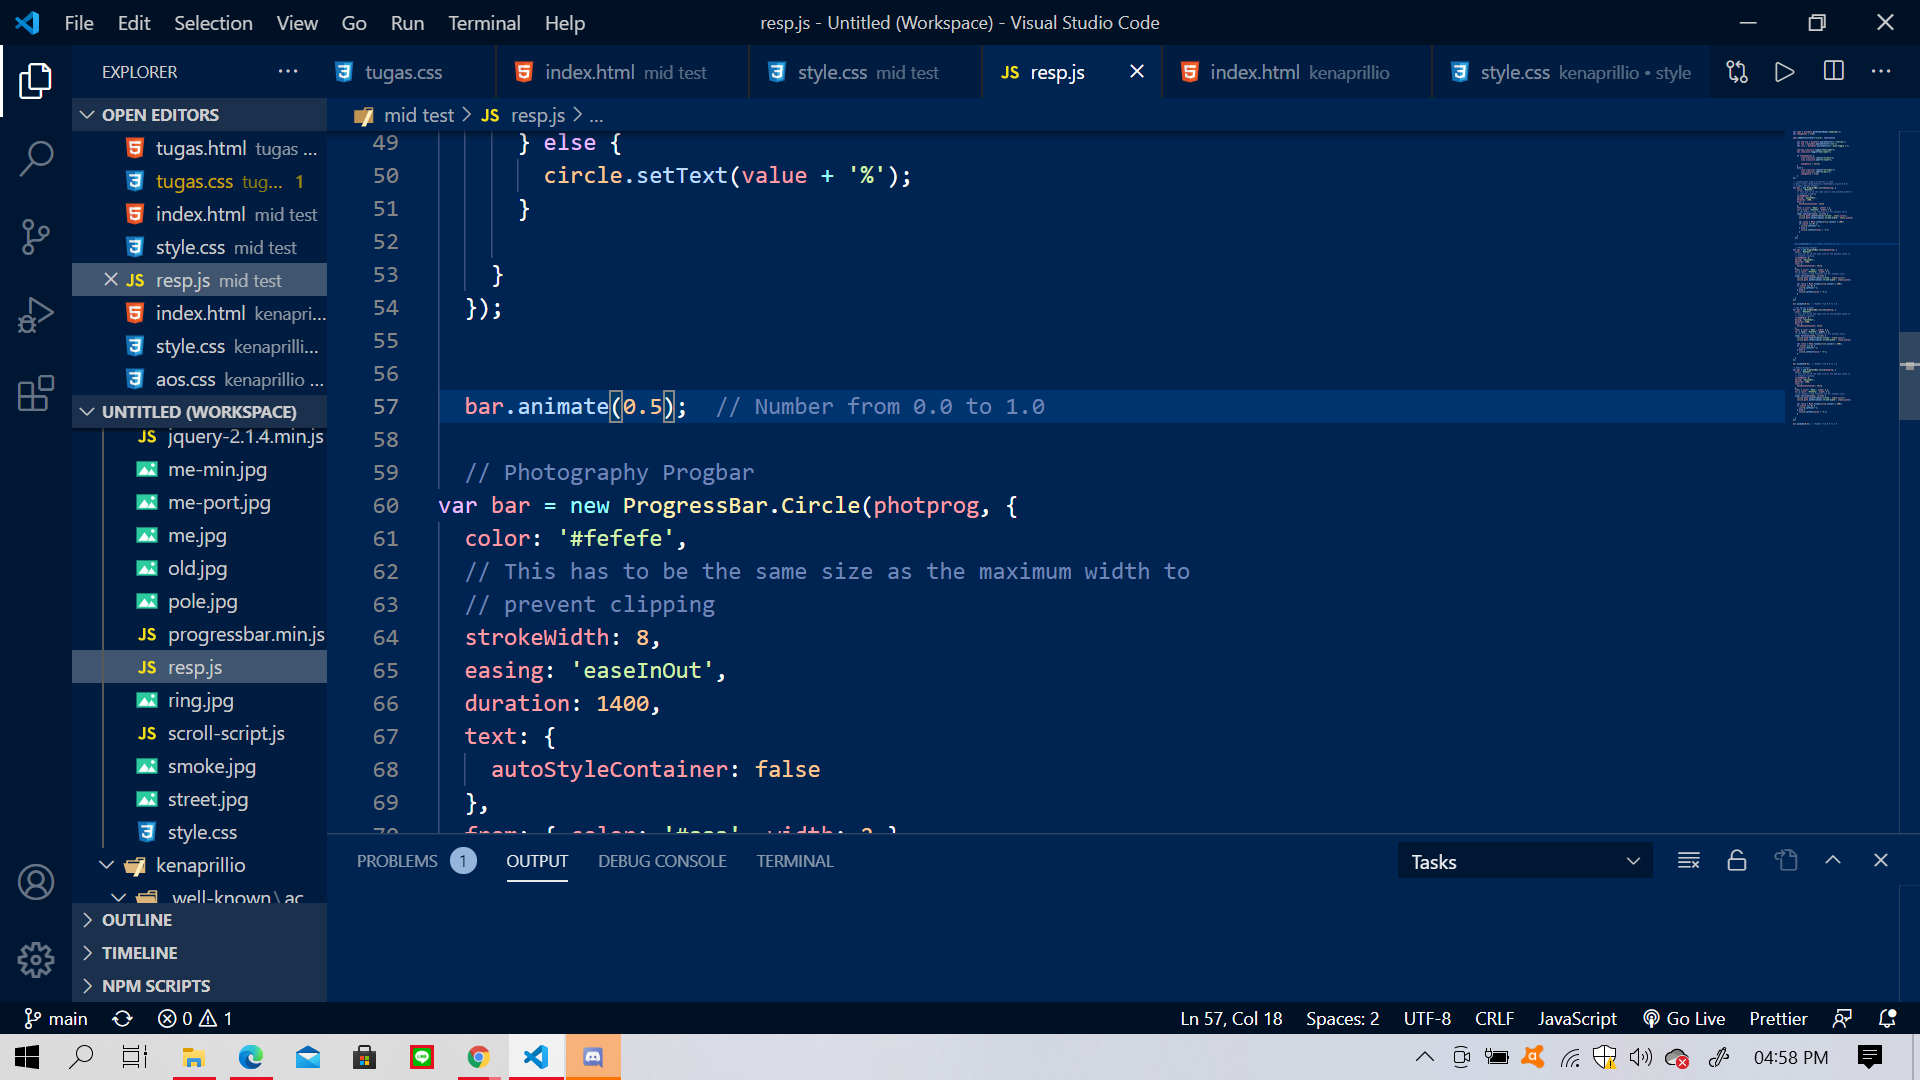 File Edit Selection View Go Run Terminal Help
resp.js - Untitled (Workspace) - Visual Studio Code
EXPLORER
tugas.css
index.html mid test
style.css mid test
JS resp.js
index.html kenaprillio
style.css kenaprillio • style
OPEN EDITORS
tugas.html tugas ...
tugas.css tug... 1
index.html mid test
style.css mid test
JS resp.js mid test
index.html kenapri...
style.css kenaprilli...
aos.css kenaprillio ...
UNTITLED (WORKSPACE)
JS jquery-2.1.4.min.js
me-min.jpg
me-port.jpg
me.jpg
old.jpg
pole.jpg
JS progressbar.min.js
JS resp.js
ring.jpg
JS scroll-script.js
smoke.jpg
street.jpg
style.css
kenaprillio
.well-known\ac
OUTLINE
TIMELINE
NPM SCRIPTS
mid test > JS resp.js > ...
49 } else {
50 circle.setText(value + '%');
51 }
52
53 }
54 });
55
56
57 bar.animate(0.5); // Number from 0.0 to 1.0
58
59 // Photography Progbar
60 var bar = new ProgressBar.Circle(photprog, {
61 color: '#fefefe',
62 // This has to be the same size as the maximum width to
63 // prevent clipping
64 strokeWidth: 8,
65 easing: 'easeInOut',
66 duration: 1400,
67 text: {
68 autoStyleContainer: false
69 },
70 from: { color: '#aaa', width: 2 }
PROBLEMS 1 OUTPUT DEBUG CONSOLE TERMINAL
Tasks
main 0 1
Ln 57, Col 18 Spaces: 2 UTF-8 CRLF JavaScript Go Live Prettier
04:58 PM